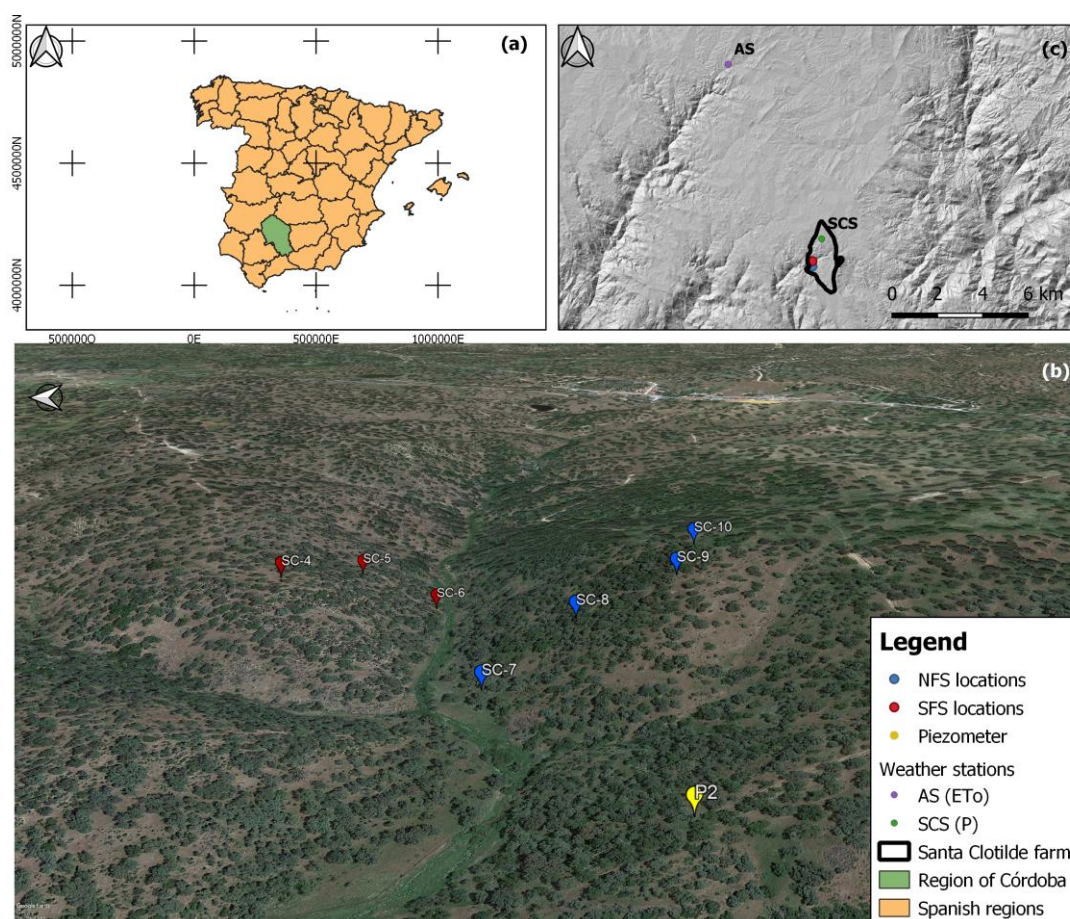 (a)
5000000N
4500000N
4000000N
5000000O
0E
5000000E
1000000E
(c)
AS
SCS
0 2 4 6 km
(b)
SC-10
SC-4
SC-5
SC-9
SC-6
SC-8
SC-7
P2
Legend
NFS locations
SFS locations
Piezometer
Weather stations
AS (ETo)
SCS (P)
Santa Clotilde farm
Region of Córdoba
Spanish regions